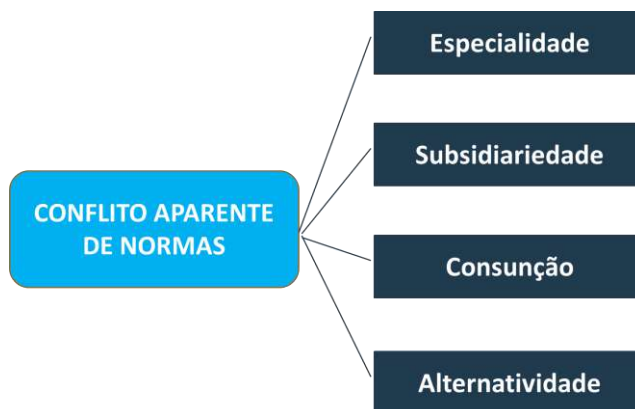 Especialidade
Subsidiariedade
CONFLITO APARENTE
DE NORMAS
Consunção
Alternatividade